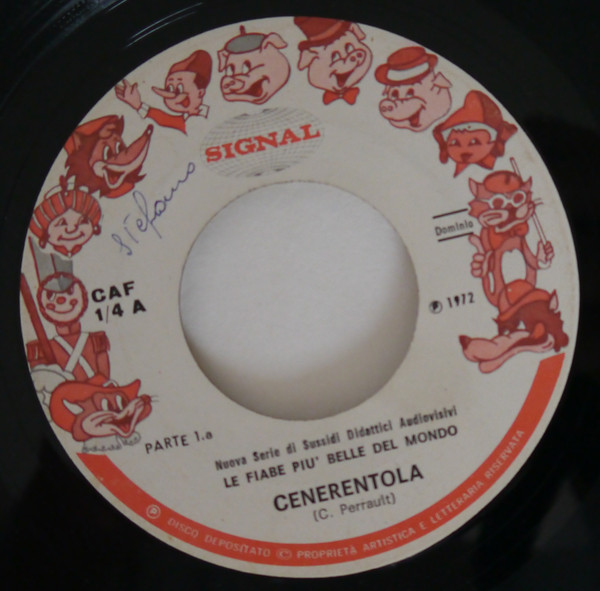 SIGNAL
Stefano
Dominio
CAF
1/4 A
℗ 1972
PARTE 1.a
Nuova Serie di Sussidi Didattici Audiovisivi
LE FIABE PIU' BELLE DEL MONDO
CENERENTOLA
(C. Perrault)
℗ DISCO DEPOSITATO © PROPRIETÀ ARTISTICA E LETTERARIA RISERVATA